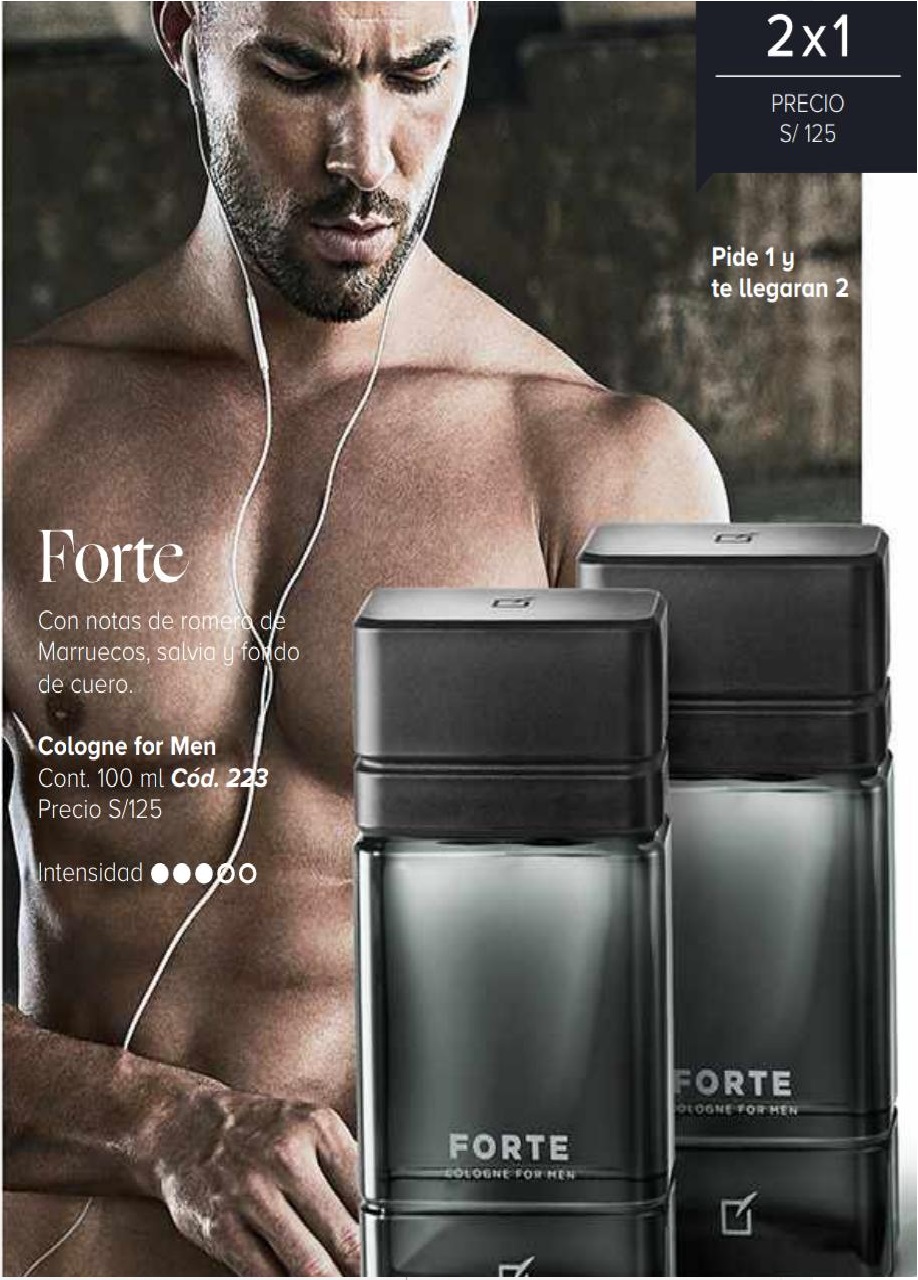 2x1
PRECIO
S/ 125
Pide 1 y
te llegaran 2
Forte
Con notas de romero de
Marruecos, salvia y fondo
de cuero.
Cologne for Men
Cont. 100 ml Cód. 223
Precio S/125
Intensidad
FORTE
COLOGNE FOR MEN
FORTE
OLOGNE FOR MEN